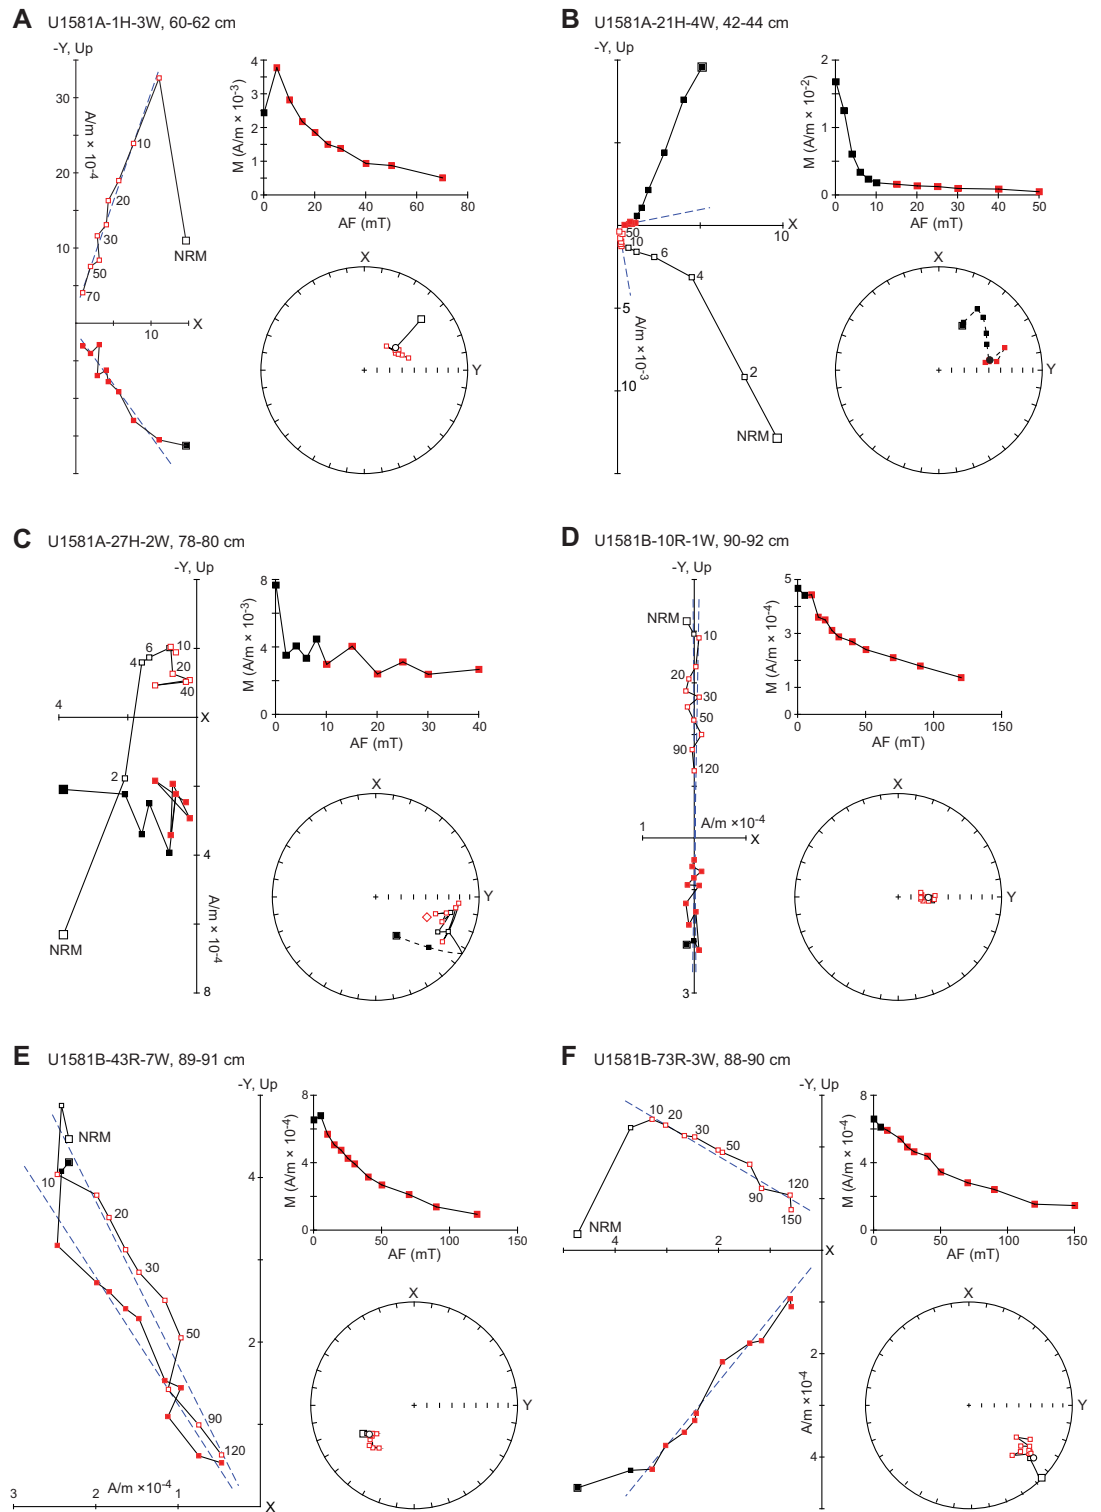 A U1581A-1H-3W, 60-62 cm
-Y, Up
30
20
10
A/m × 10-4
10
20
30
50
70
NRM
10
X
M (A/m × 10-3)
4
3
2
1
0
0 20 40 60 80
AF (mT)
X
Y
B U1581A-21H-4W, 42-44 cm
-Y, Up
X
10
50
10
6
4
2
NRM
5
10
A/m ×10-3
M (A/m × 10-2)
2
1
0
0 10 20 30 40 50
AF (mT)
X
Y
C U1581A-27H-2W, 78-80 cm
-Y, Up
4
X
6
4
10
20
40
2
4
8
A/m × 10-4
NRM
M (A/m × 10-3)
8
4
0
0 10 20 30 40
AF (mT)
X
Y
D U1581B-10R-1W, 90-92 cm
-Y, Up
NRM
10
20
30
50
90
120
A/m ×10-4
1
X
3
M (A/m × 10-4)
5
3
1
0
0 50 100 150
AF (mT)
X
Y
E U1581B-43R-7W, 89-91 cm
-Y, Up
NRM
10
20
30
50
90
120
4
2
A/m ×10-4
3 2 1
X
M (A/m × 10-4)
8
4
0
0 50 100 150
AF (mT)
X
Y
F U1581B-73R-3W, 88-90 cm
-Y, Up
10
20
30
50
90
120
150
NRM
4 2
X
2
4
A/m ×10-4
M (A/m × 10-4)
8
4
0
0 50 100 150
AF (mT)
X
Y